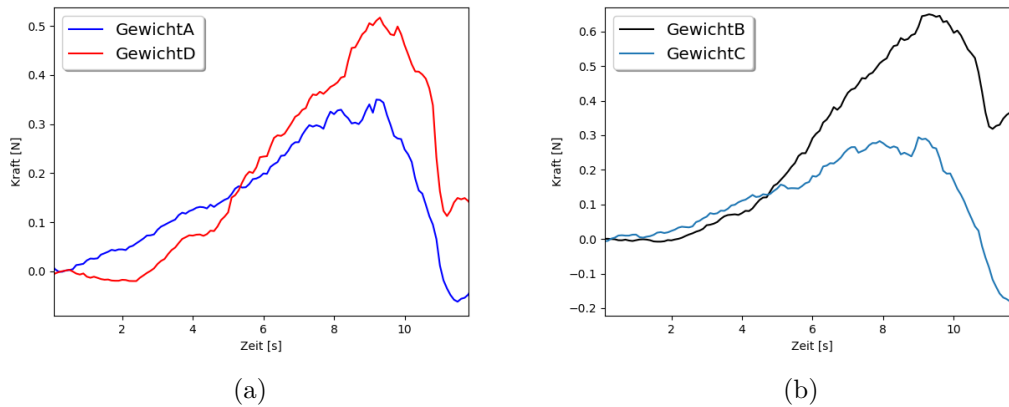 GewichtA
GewichtD
Kraft [N]
0.5
0.4
0.3
0.2
0.1
0.0
2 4 6 8 10
Zeit [s]
(a)
GewichtB
GewichtC
Kraft [N]
0.6
0.5
0.4
0.3
0.2
0.1
0.0
−0.1
−0.2
2 4 6 8 10
Zeit [s]
(b)